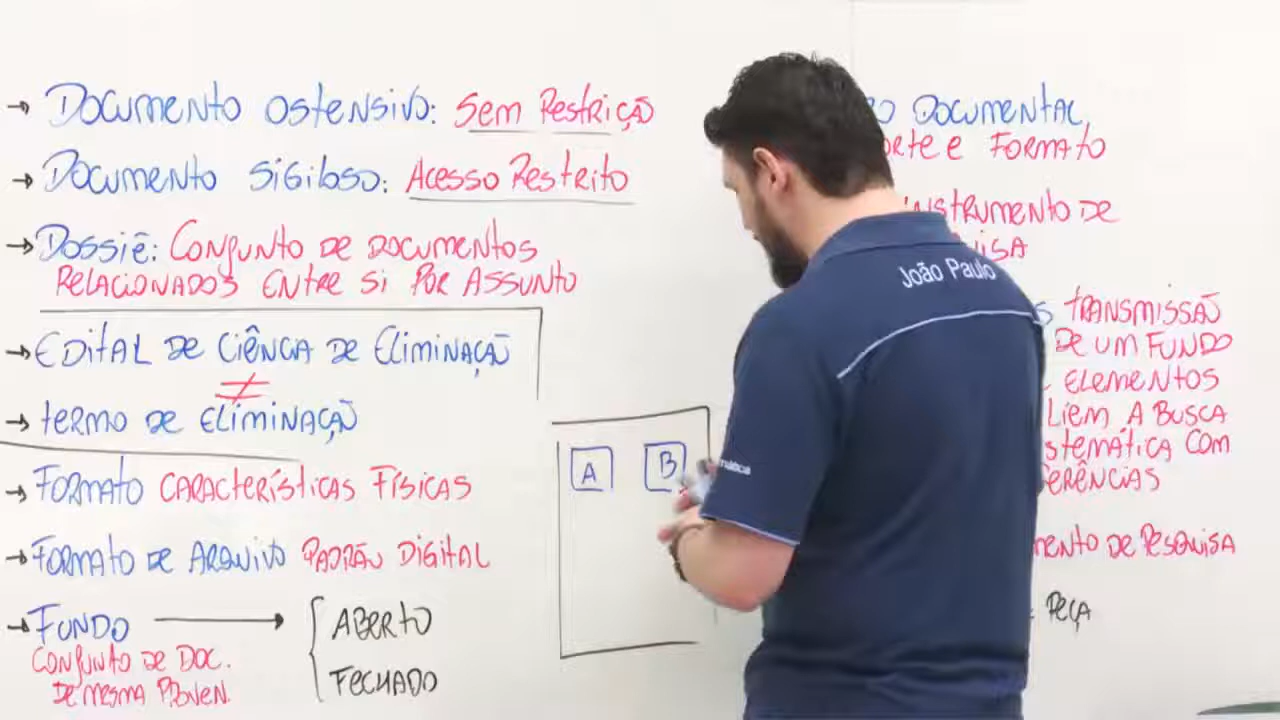 → DOCUMENTO OSTENSIVO: SEM RESTRIÇÃO
→ DOCUMENTO SIGILOSO: ACESSO RESTRITO
→ DOSSIÊ: CONJUNTO DE DOCUMENTOS
RELACIONADOS ENTRE SI POR ASSUNTO
→ EDITAL DE CIÊNCIA DE ELIMINAÇÃO
≠
→ TERMO DE ELIMINAÇÃO
→ FORMATO CARACTERÍSTICAS FÍSICAS
→ FORMATO DE ARQUIVO PADRÃO DIGITAL
→ FUNDO → { ABERTO
FECHADO
CONJUNTO DE DOC.
DE MESMA PROVEN.
A B
João Paulo
DOCUMENTAL
E FORMATO
INSTRUMENTO DE
TRANSMISSÃO
DE UM FUNDO
ELEMENTOS
A BUSCA
COM
DE PESQUISA
PEÇA